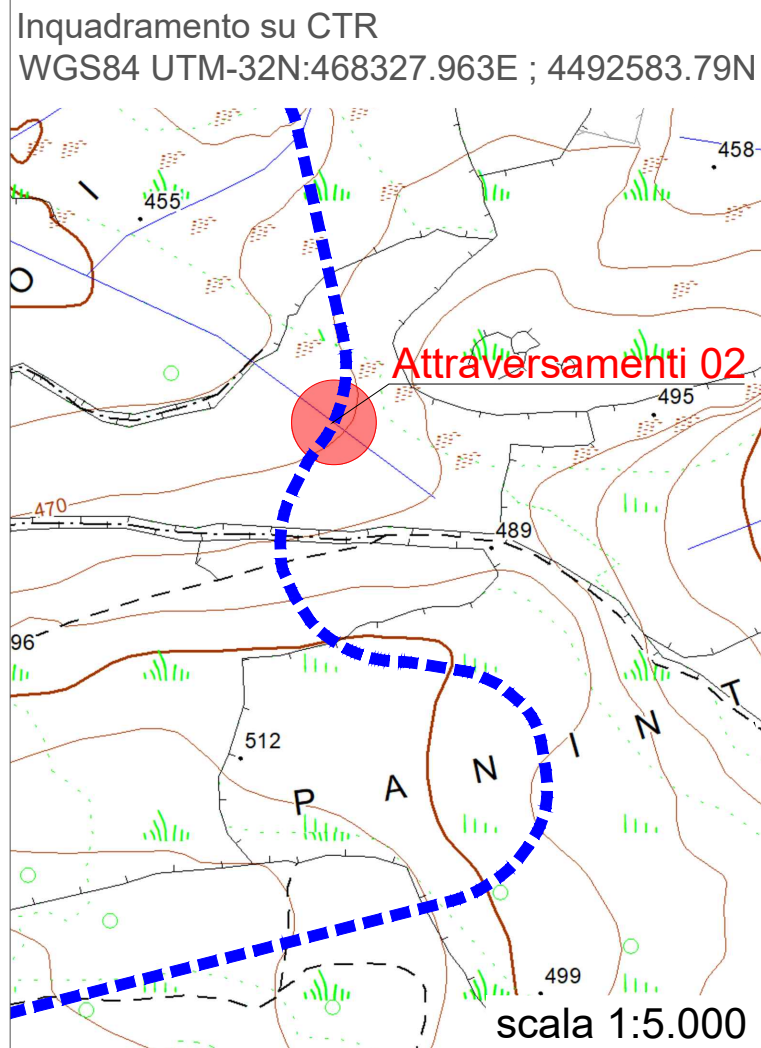 Inquadramento su CTR
WGS84 UTM-32N:468327.963E ; 4492583.79N
458
455
I
O
Attraversamenti 02
495
470
489
96
512
P A N I N T
499
scala 1:5.000